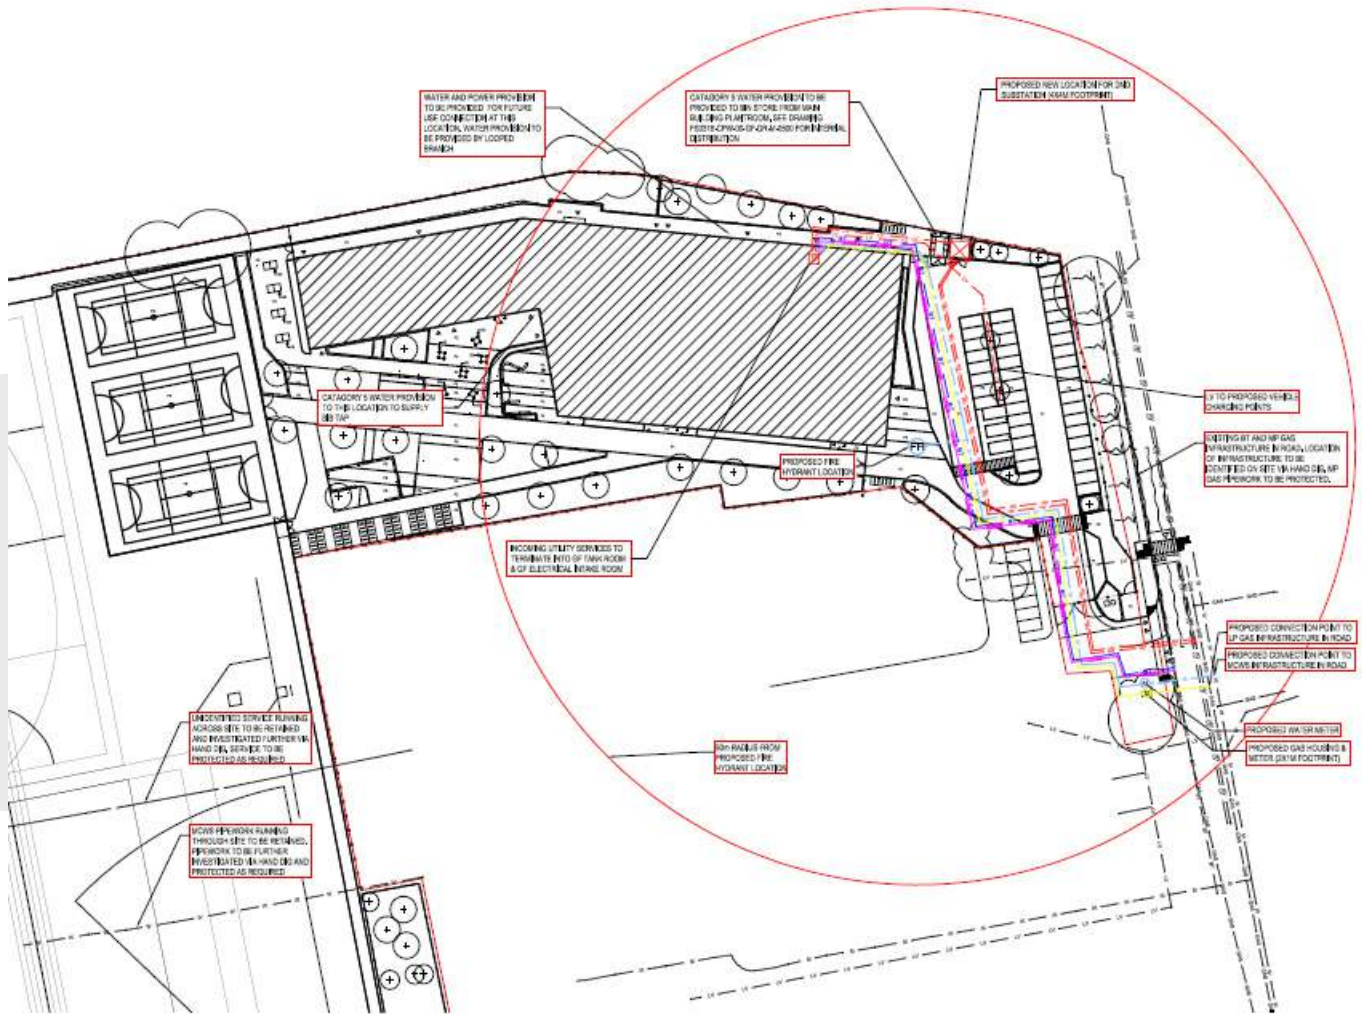 WATER AND POWER PROVISION
TO BE PROVIDED FOR FUTURE
USE CONNECTION AT THIS
LOCATION, WATER PROVISION TO
BE PROVIDED BY LOOPED
BRANCH
CATAGORY 5 WATER PROVISION TO BE
PROVIDED TO BIN STORE FROM MAIN
BUILDING PLANTROOM, SEE DRAWING
FOR INTERNAL
DISTRIBUTION
PROPOSED NEW LOCATION FOR DNO
SUBSTATION (4X4M FOOTPRINT)
CATAGORY 5 WATER PROVISION
TO THIS LOCATION TO SUPPLY
BIB TAP
LV TO PROPOSED VEHICLE
CHARGING POINTS
EXISTING BT AND MP GAS
INFRASTRUCTURE IN ROAD, LOCATION
OF INFRASTRUCTURE TO BE
IDENTIFIED ON SITE VIA HAND DIG, MP
GAS PIPEWORK TO BE PROTECTED.
PROPOSED FIRE
HYDRANT LOCATION
FH
INCOMING UTILITY SERVICES TO
TERMINATE INTO GF TANK ROOM
& GF ELECTRICAL INTAKE ROOM
PROPOSED CONNECTION POINT TO
LP GAS INFRASTRUCTURE IN ROAD
PROPOSED CONNECTION POINT TO
MCWS INFRASTRUCTURE IN ROAD
UNIDENTIFIED SERVICE RUNNING
ACROSS SITE TO BE RETAINED
AND INVESTIGATED FURTHER VIA
HAND DIG, SERVICE TO BE
PROTECTED AS REQUIRED
RADIUS FROM
PROPOSED FIRE
HYDRANT LOCATION
PROPOSED WATER METER
PROPOSED GAS HOUSING &
METER (2X1M FOOTPRINT)
MCWS PIPEWORK RUNNING
THROUGH SITE TO BE RETAINED.
PIPEWORK TO BE FURTHER
INVESTIGATED VIA HAND DIG AND
PROTECTED AS REQUIRED